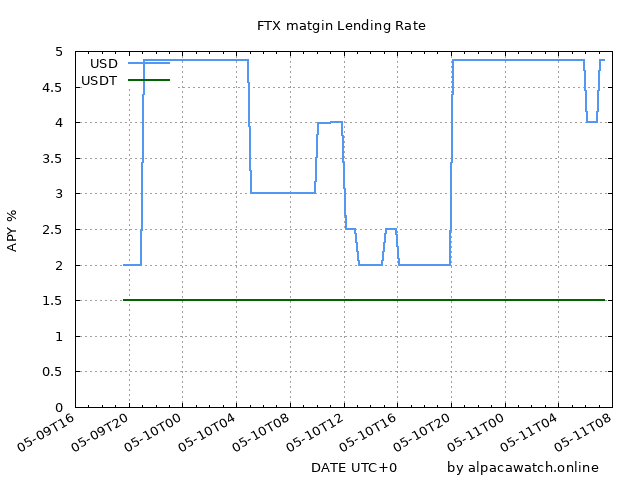 FTX matgin Lending Rate
5
4.5
4
3.5
3
2.5
2
1.5
1
0.5
0
APY %
USD
USDT
05-09T16
05-09T20
05-10T00
05-10T04
05-10T08
05-10T12
05-10T16
05-10T20
05-11T00
05-11T04
05-11T08
DATE UTC+0
by alpacawatch.online